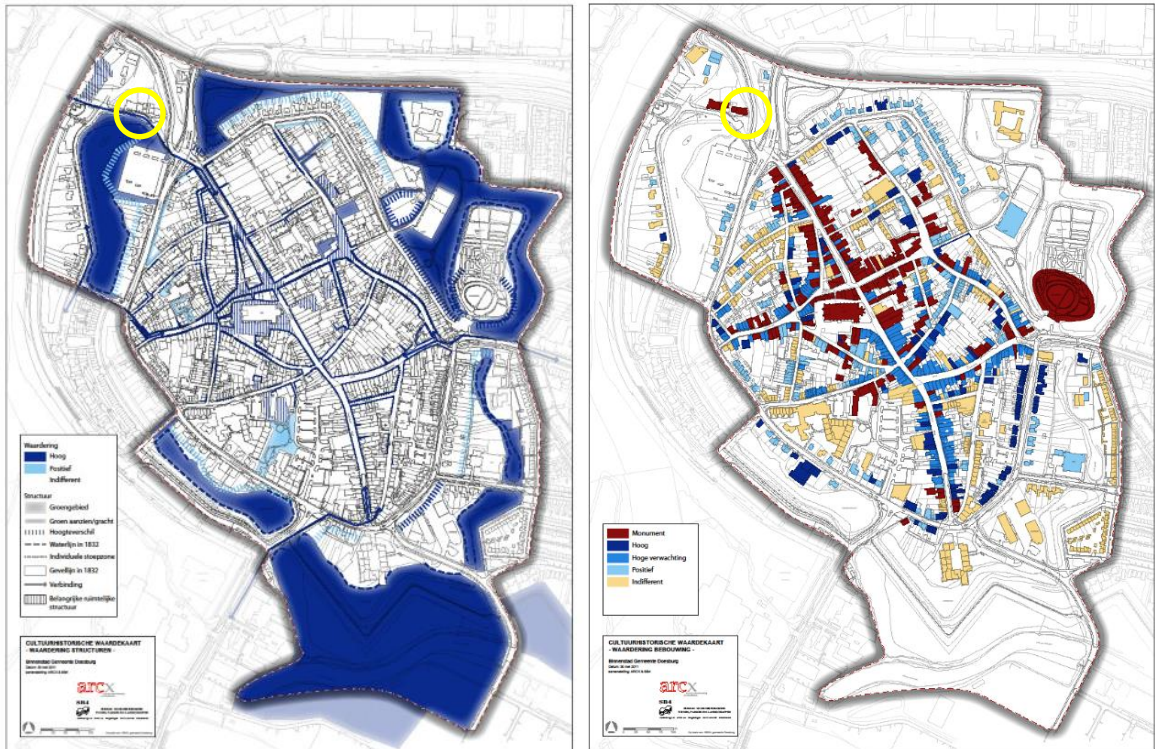 Waardering
Hoog
Positief
Indifferent
Structuur
Groengebied
Groen aanzien/gracht
Hoogteverschil
Waterlijn in 1832
Individuele stoepzone
Gevellijn in 1832
Verbinding
Belangrijke ruimtelijke
structuur
CULTUURHISTORISCHE WAARDEKAART
- WAARDERING STRUCTUREN -
Binnenstad Gemeente Doesburg
arcx
SB4
Monument
Hoog
Hoge verwachting
Positief
Indifferent
CULTUURHISTORISCHE WAARDEKAART
- WAARDERING BEBOUWING -
Binnenstad Gemeente Doesburg
arcx
SB4